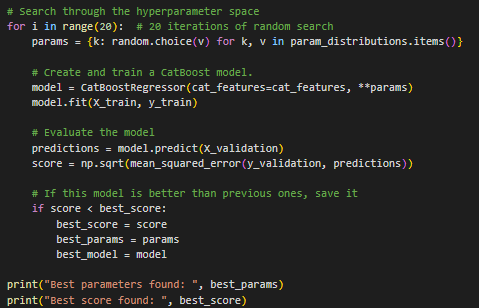 # Search through the hyperparameter space
for i in range(20):  # 20 iterations of random search
    params = {k: random.choice(v) for k, v in param_distributions.items()}

    # Create and train a CatBoost model.
    model = CatBoostRegressor(cat_features=cat_features, **params)
    model.fit(X_train, y_train)

    # Evaluate the model
    predictions = model.predict(X_validation)
    score = np.sqrt(mean_squared_error(y_validation, predictions))

    # If this model is better than previous ones, save it
    if score < best_score:
        best_score = score
        best_params = params
        best_model = model

print("Best parameters found: ", best_params)
print("Best score found: ", best_score)